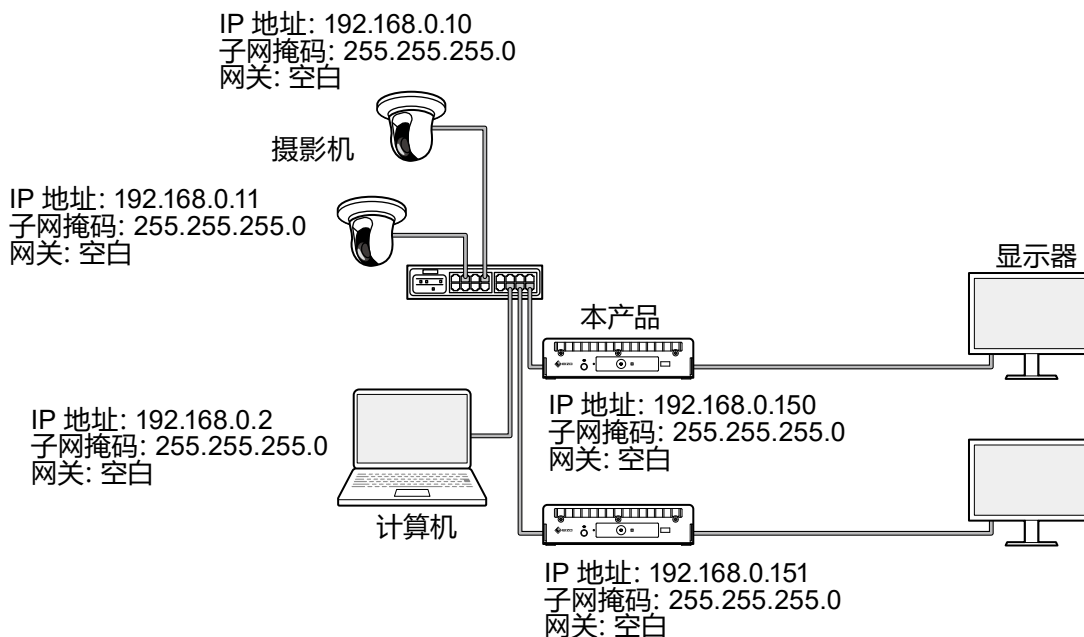 IP 地址: 192.168.0.10
子网掩码: 255.255.255.0
网关: 空白
摄影机
IP 地址: 192.168.0.11
子网掩码: 255.255.255.0
网关: 空白
显示器
本产品
IP 地址: 192.168.0.2
子网掩码: 255.255.255.0
网关: 空白
计算机
IP 地址: 192.168.0.150
子网掩码: 255.255.255.0
网关: 空白
IP 地址: 192.168.0.151
子网掩码: 255.255.255.0
网关: 空白